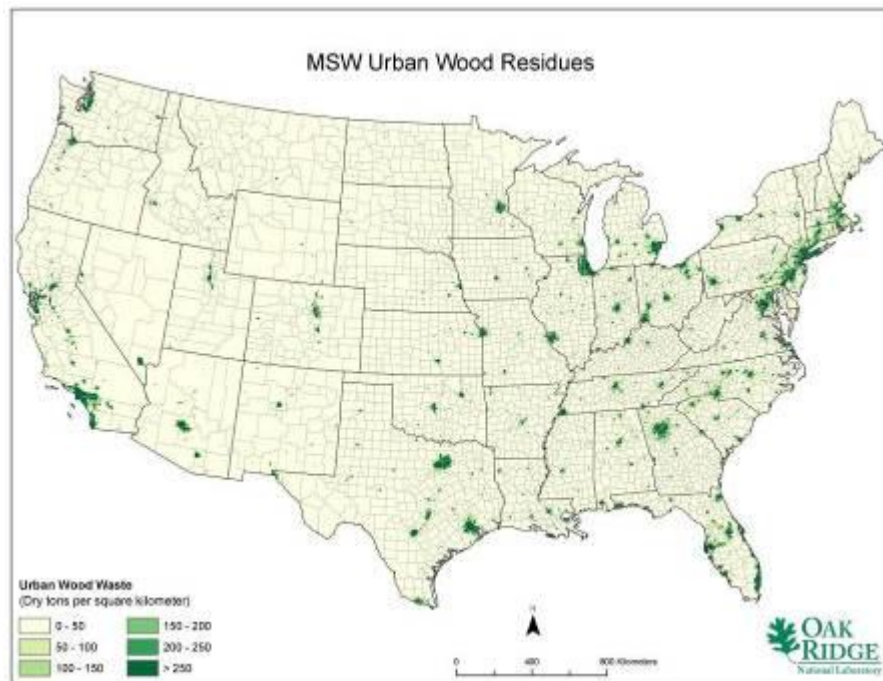 MSW Urban Wood Residues
Urban Wood Waste
(Dry tons per square kilometer)
0 - 50
50 - 100
100 - 150
150 - 200
200 - 250
> 250
N
0 400 800 Kilometers
OAK
RIDGE
National Laboratory